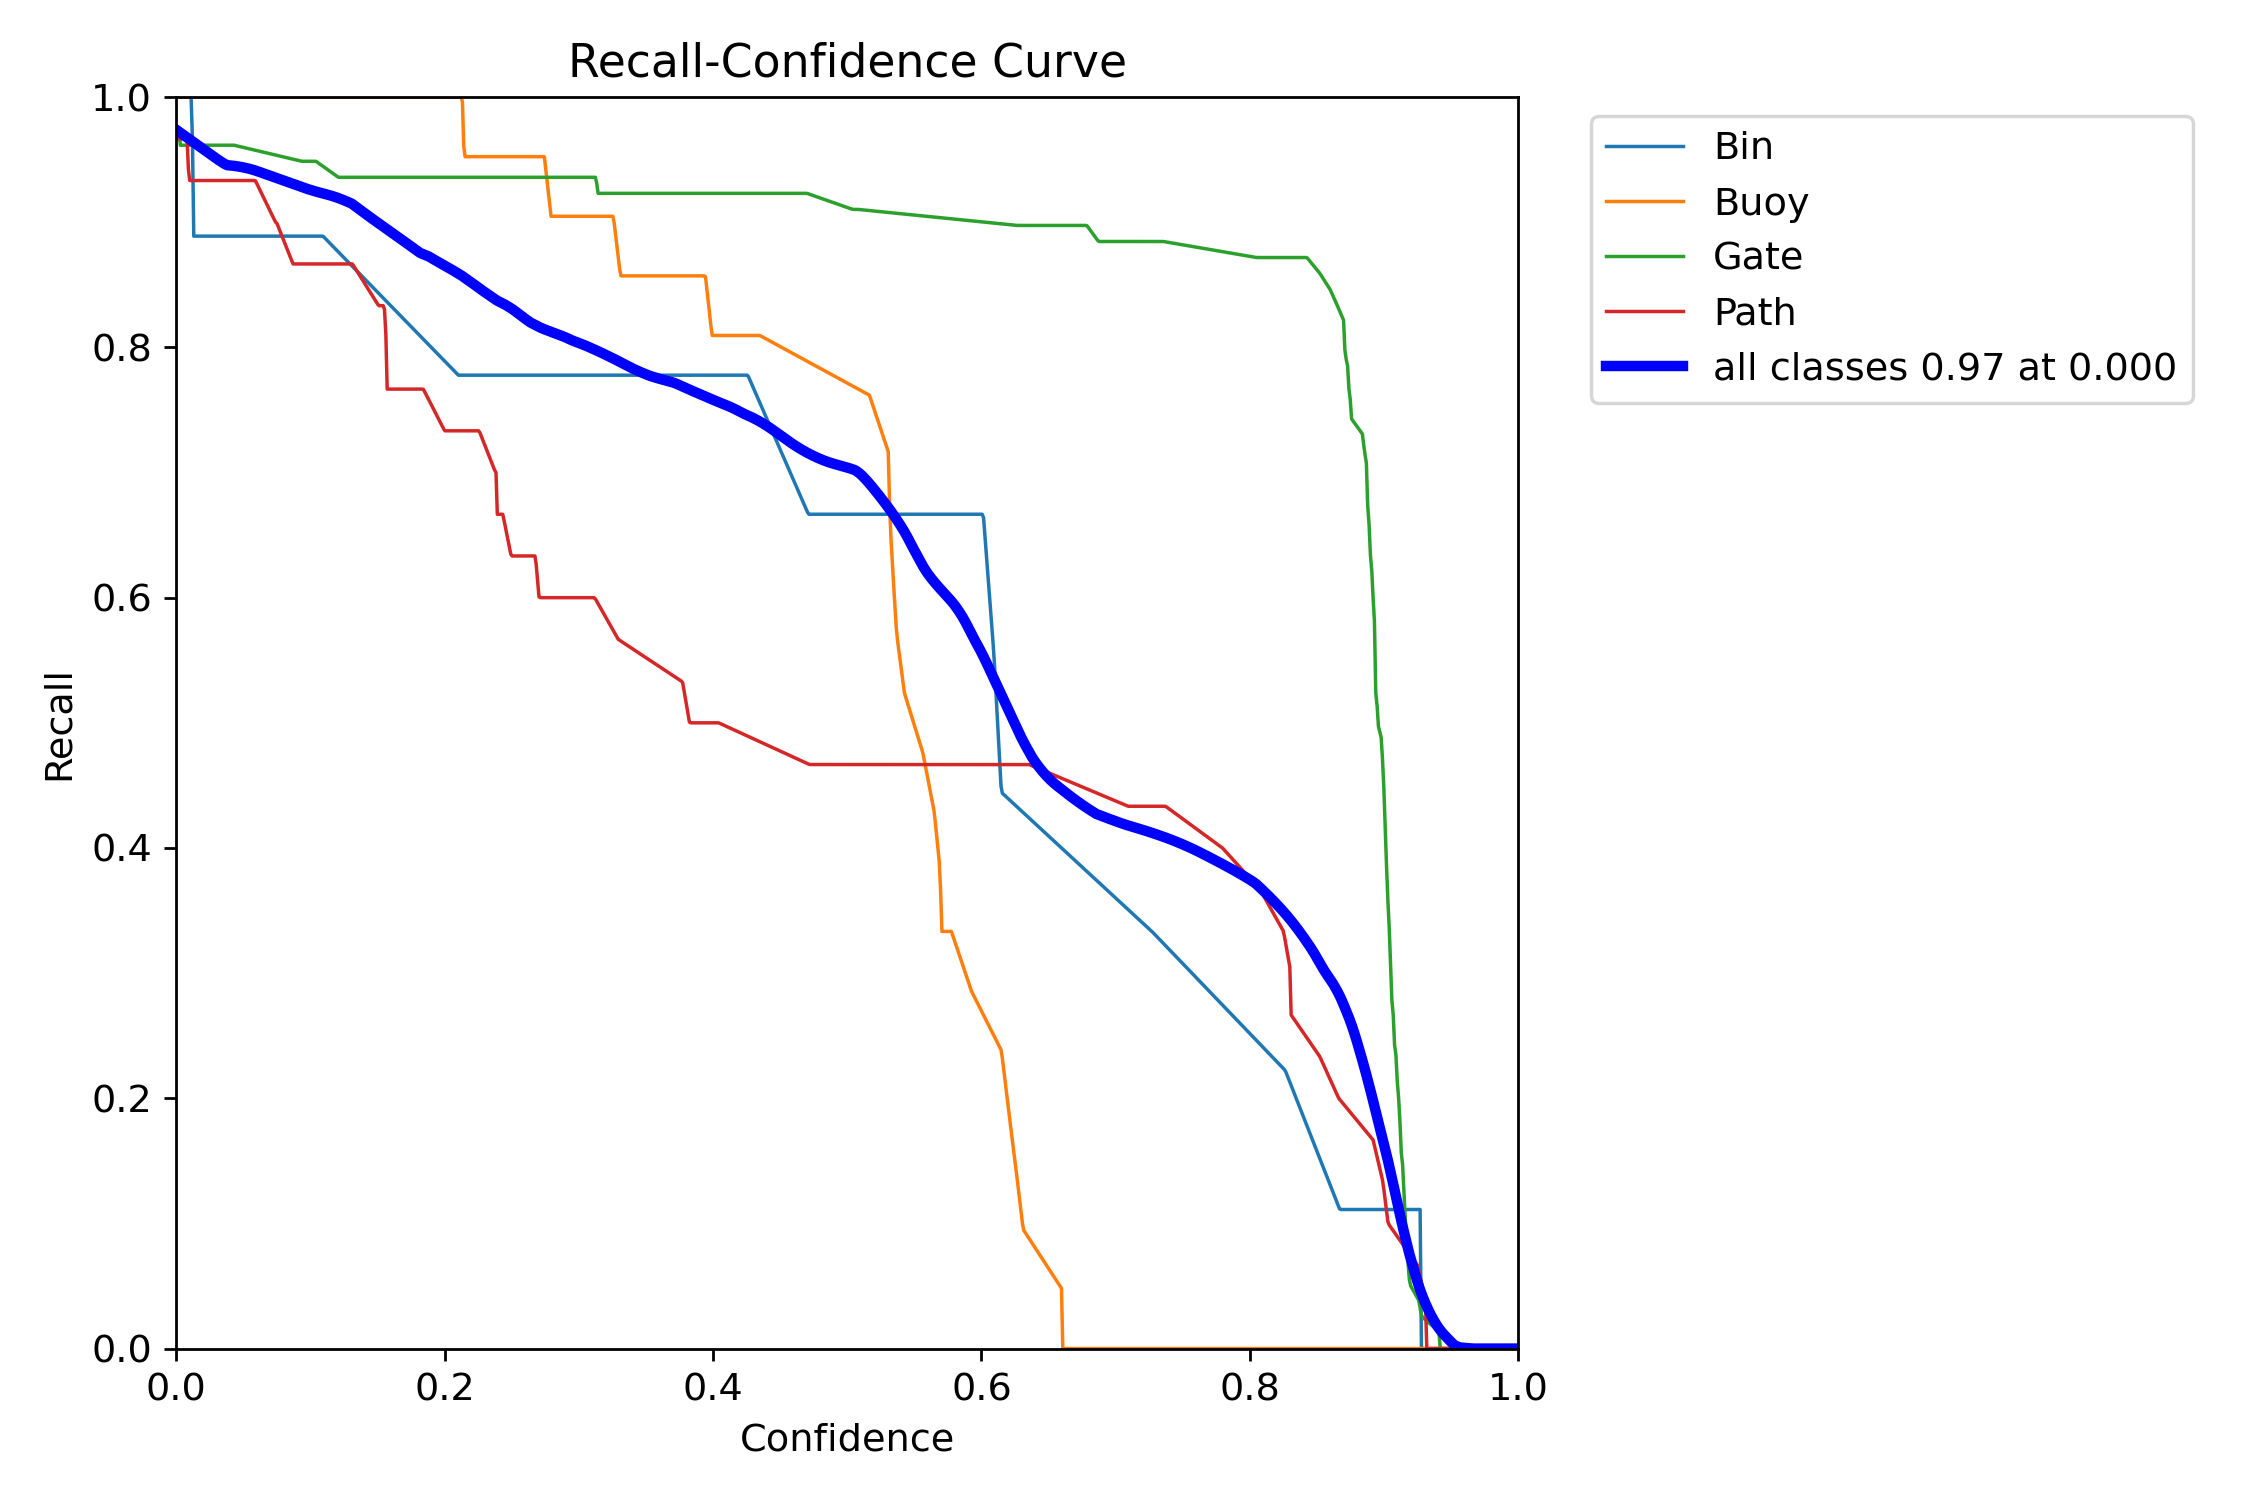 Recall-Confidence Curve
1.0
0.8
0.6
0.4
0.2
0.0
Recall
0.0 0.2 0.4 0.6 0.8 1.0
Confidence
Bin
Buoy
Gate
Path
all classes 0.97 at 0.000